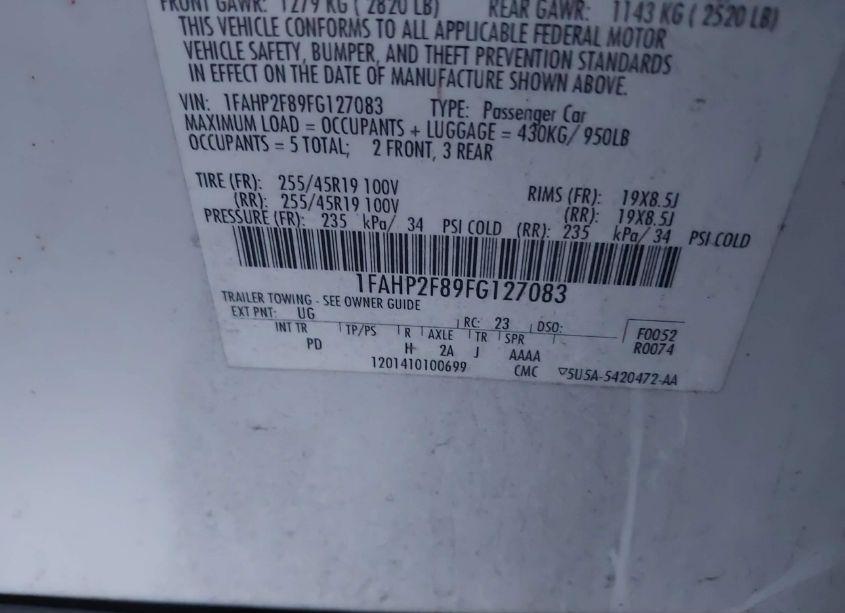 FRONT GAWR: 1279 KG ( 2820 LB) REAR GAWR: 1143 KG ( 2520 LB)
THIS VEHICLE CONFORMS TO ALL APPLICABLE FEDERAL MOTOR
VEHICLE SAFETY, BUMPER, AND THEFT PREVENTION STANDARDS
IN EFFECT ON THE DATE OF MANUFACTURE SHOWN ABOVE.
VIN: 1FAHP2F89FG127083 TYPE: Passenger Car
MAXIMUM LOAD = OCCUPANTS + LUGGAGE = 430KG/ 950LB
OCCUPANTS = 5 TOTAL; 2 FRONT, 3 REAR
TIRE (FR): 255/45R19 100V RIMS (FR): 19X8.5J
(RR): 255/45R19 100V (RR): 19X8.5J
PRESSURE (FR): 235 kPa/ 34 PSI COLD (RR): 235 kPa/ 34 PSI COLD
1FAHP2F89FG127083
TRAILER TOWING - SEE OWNER GUIDE
EXT PNT: UG RC: 23 DSO: F0052
INT TR TP/PS R AXLE TR SPR R0074
PD H 2A J AAAA
1201410100699 CMC ▽5U5A-5420472-AA